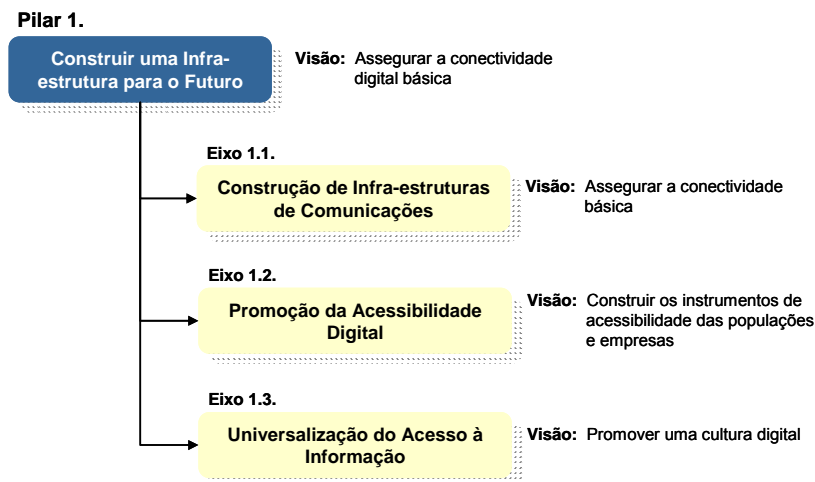 Pilar 1.
Construir uma Infra-
estrutura para o Futuro
Visão: Assegurar a conectividade
digital básica
Eixo 1.1.
Construção de Infra-estruturas
de Comunicações
Visão: Assegurar a conectividade
básica
Eixo 1.2.
Promoção da Acessibilidade
Digital
Visão: Construir os instrumentos de
acessibilidade das populações
e empresas
Eixo 1.3.
Universalização do Acesso à
Informação
Visão: Promover uma cultura digital